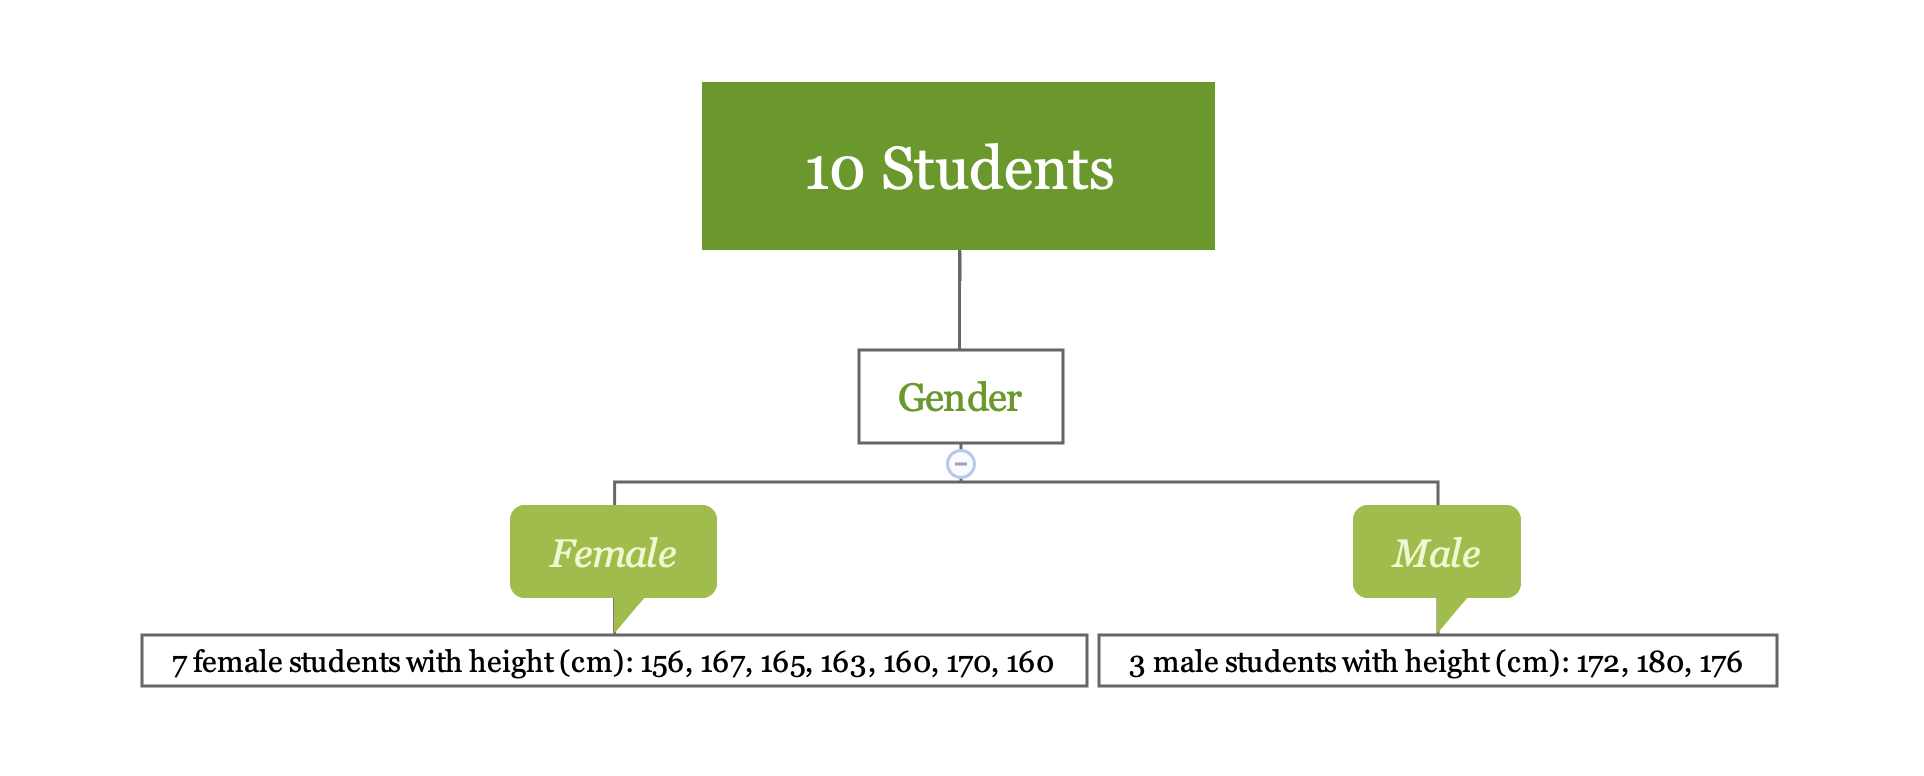 10 Students
Gender
Female
Male
7 female students with height (cm): 156, 167, 165, 163, 160, 170, 160
3 male students with height (cm): 172, 180, 176